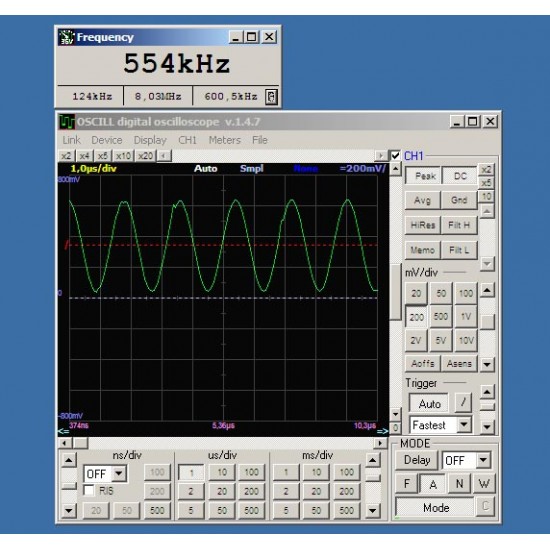 Frequency
554kHz
124kHz 8,03MHz 600,5kHz
OSCILL digital oscilloscope v.1.4.7
Link Device Display CH1 Meters File
x2 x4 x5 x10 x20 CH1
1,0µs/div Auto Smpl =200mV/
800mV
Peak DC x2
x5
Avg Gnd 10
HiRes Filt H
Memo Filt L
mV/div
20 50 100
0
200 500 1V
2V 5V 10V
Aoffs Asens
Trigger
Auto /
-800mV
374ns 5,36µs 10,3µs
<= => 0
Fastest
MODE
ns/div us/div ms/div
Delay OFF
OFF 100 1 10 100 1 10 100
RIS 200 2 20 200 2 20 200
F A N W
20 50 500 5 50 500 5 50 500
Mode C